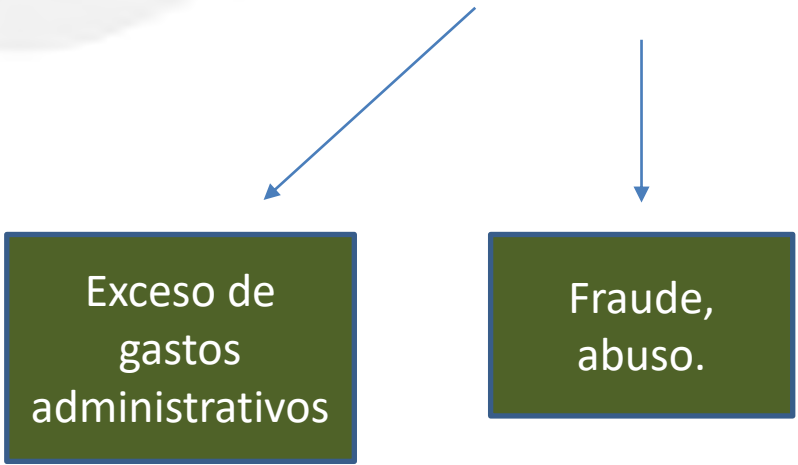 Exceso de
gastos
administrativos
Fraude,
abuso.